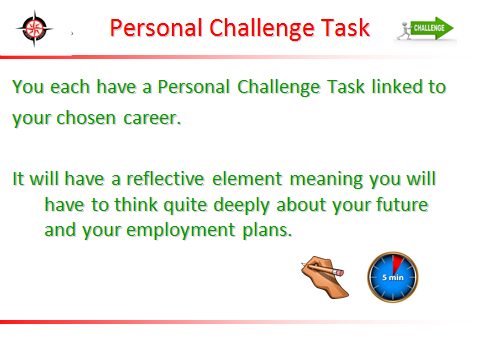 Personal Challenge Task
CHALLENGE
You each have a Personal Challenge Task linked to
your chosen career.
It will have a reflective element meaning you will
have to think quite deeply about your future
and your employment plans.
5 min